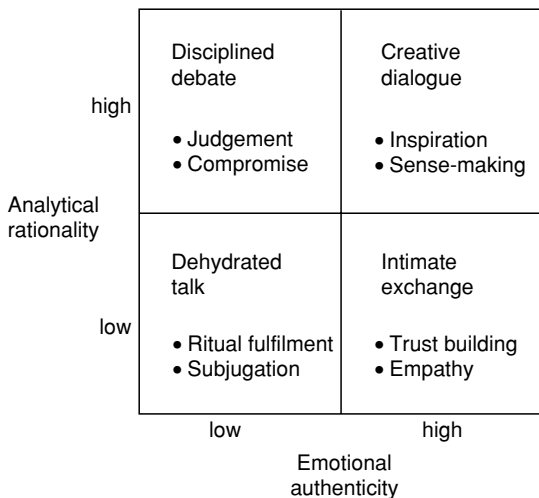 Disciplined
debate
Creative
dialogue
high
• Judgement
• Compromise
• Inspiration
• Sense-making
Analytical
rationality
Dehydrated
talk
Intimate
exchange
low
• Ritual fulfilment
• Subjugation
• Trust building
• Empathy
low
high
Emotional
authenticity